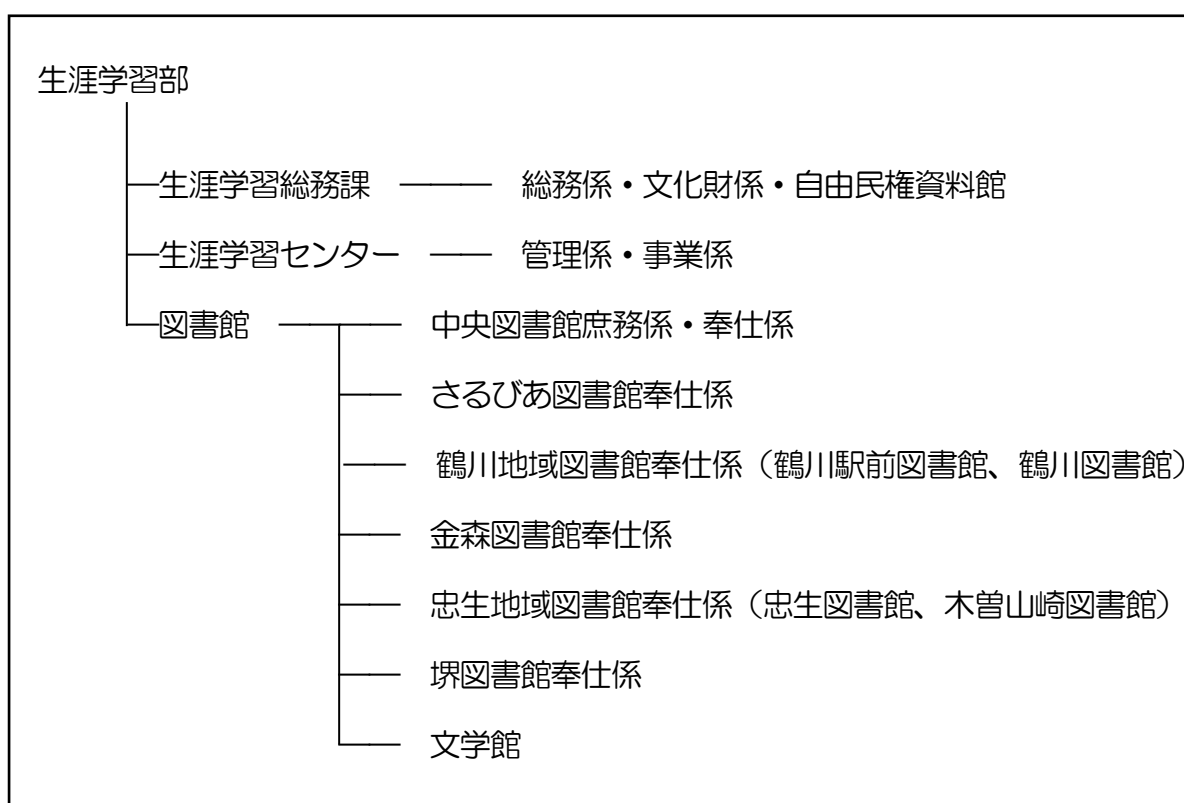 生涯学習部
生涯学習総務課 総務係・文化財係・自由民権資料館
生涯学習センター 管理係・事業係
図書館 中央図書館庶務係・奉仕係
さるびあ図書館奉仕係
鶴川地域図書館奉仕係（鶴川駅前図書館、鶴川図書館）
金森図書館奉仕係
忠生地域図書館奉仕係（忠生図書館、木曽山崎図書館）
堺図書館奉仕係
文学館